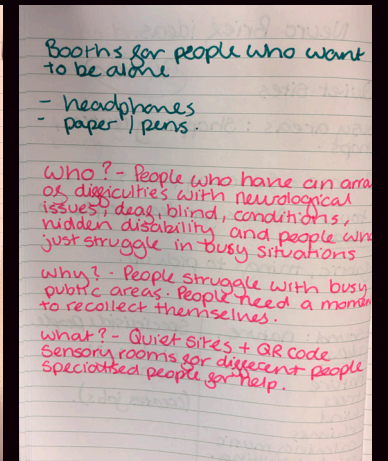 Booths for people who want
to be alone
- headphones
- paper / pens.
Who? - People who have an arra
of difficulties with neurological
issues, deaf, blind, conditions,
hidden disability and people who
just struggle in busy situations
why? - People struggle with busy
public areas. People need a momen
to recollect themselves.
what? - Quiet sites + QR code
sensory rooms for different people
specialised people for help.